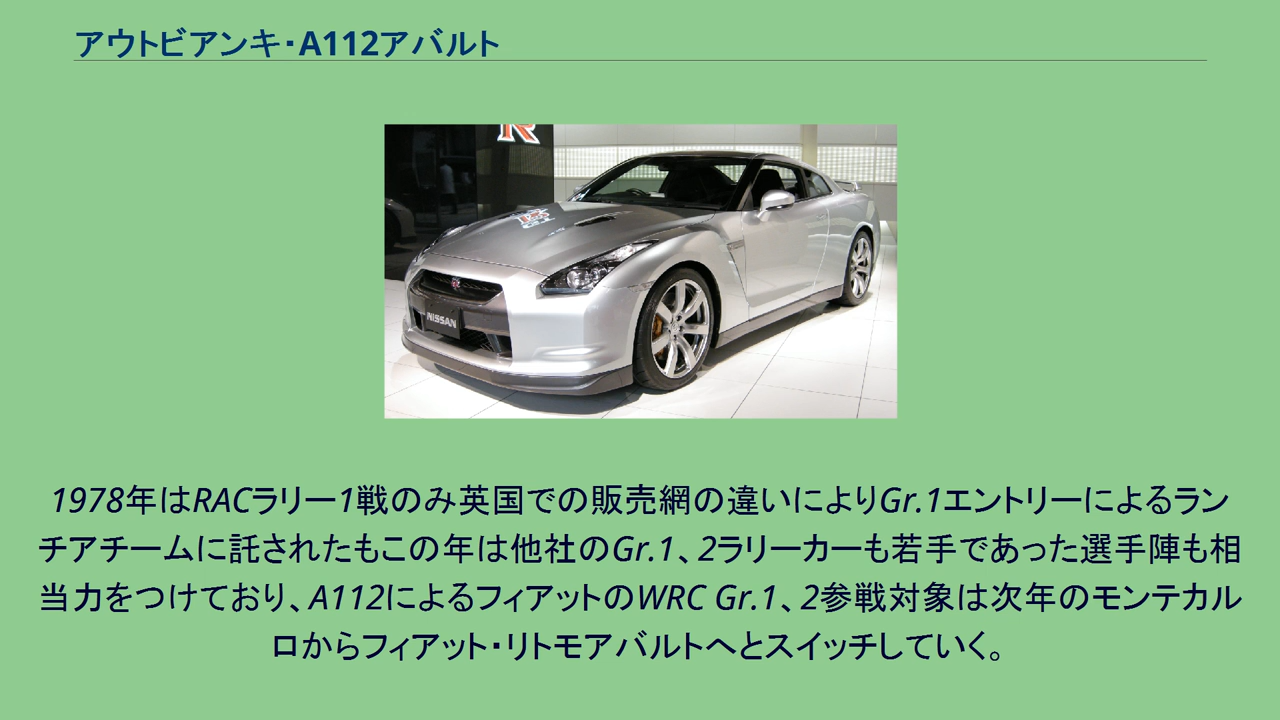 アウトビアンキ・A112アバルト
R
NISSAN
1978年はRACラリー1戦のみ英国での販売網の違いによりGr.1エントリーによるラン
チアチームに託されたもこの年は他社のGr.1、2ラリーカーも若手であった選手陣も相
当力をつけており、A112によるフィアットのWRC Gr.1、2参戦対象は次年のモンテカル
ロからフィアット・リトモアバルトへとスイッチしていく。